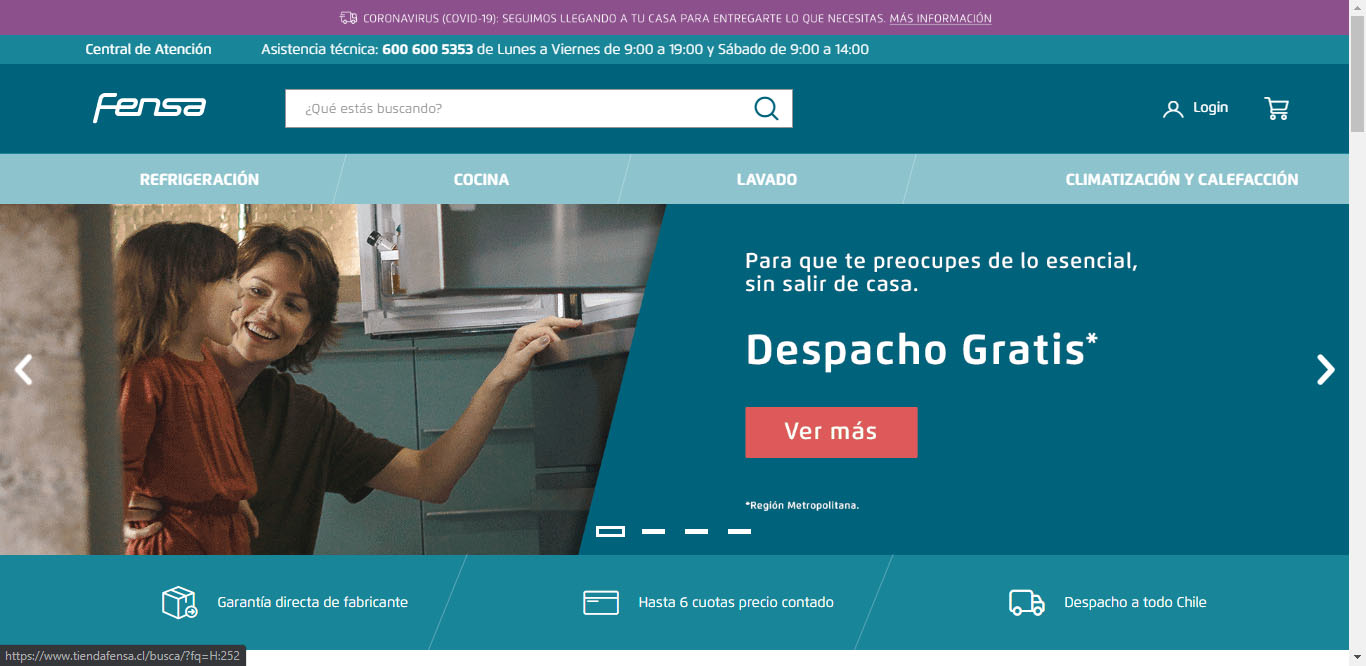 CORONAVIRUS (COVID-19): SEGUIMOS LLEGANDO A TU CASA PARA ENTREGARTE LO QUE NECESITAS. MÁS INFORMACIÓN
Central de Atención Asistencia técnica: 600 600 5353 de Lunes a Viernes de 9:00 a 19:00 y Sábado de 9:00 a 14:00
Fensa ¿Qué estás buscando? Login
REFRIGERACIÓN COCINA LAVADO CLIMATIZACIÓN Y CALEFACCIÓN
Para que te preocupes de lo esencial,
sin salir de casa.
Despacho Gratis*
Ver más
*Región Metropolitana.
Garantía directa de fabricante Hasta 6 cuotas precio contado Despacho a todo Chile
https://www.tiendafensa.cl/busca/?fq=H:252